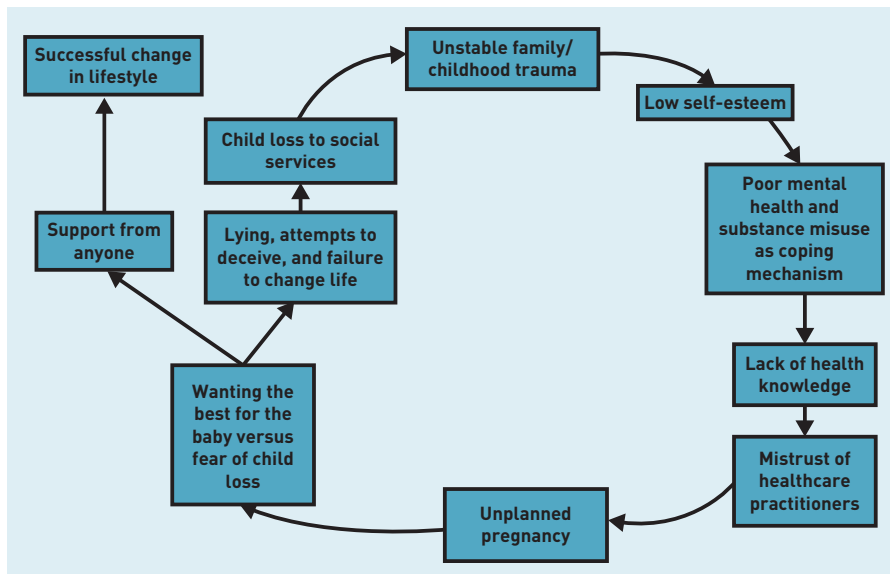 Successful change
in lifestyle
Unstable family/
childhood trauma
Low self-esteem
Child loss to social
services
Poor mental
health and
substance misuse
as coping
mechanism
Support from
anyone
Lying, attempts to
deceive, and failure
to change life
Lack of health
knowledge
Wanting the
best for the
baby versus
fear of child
loss
Mistrust of
healthcare
practitioners
Unplanned
pregnancy